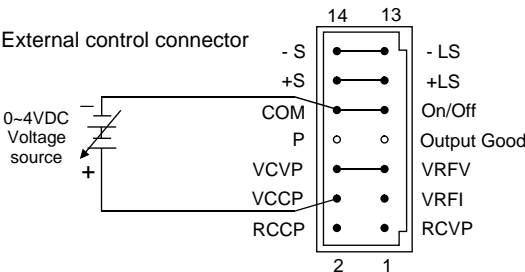 14 13
External control connector
- S - LS
+S +LS
COM On/Off
0~4VDC
Voltage
source
–
+
P Output Good
VCVP VRFV
VCCP VRFI
RCCP RCVP
2 1